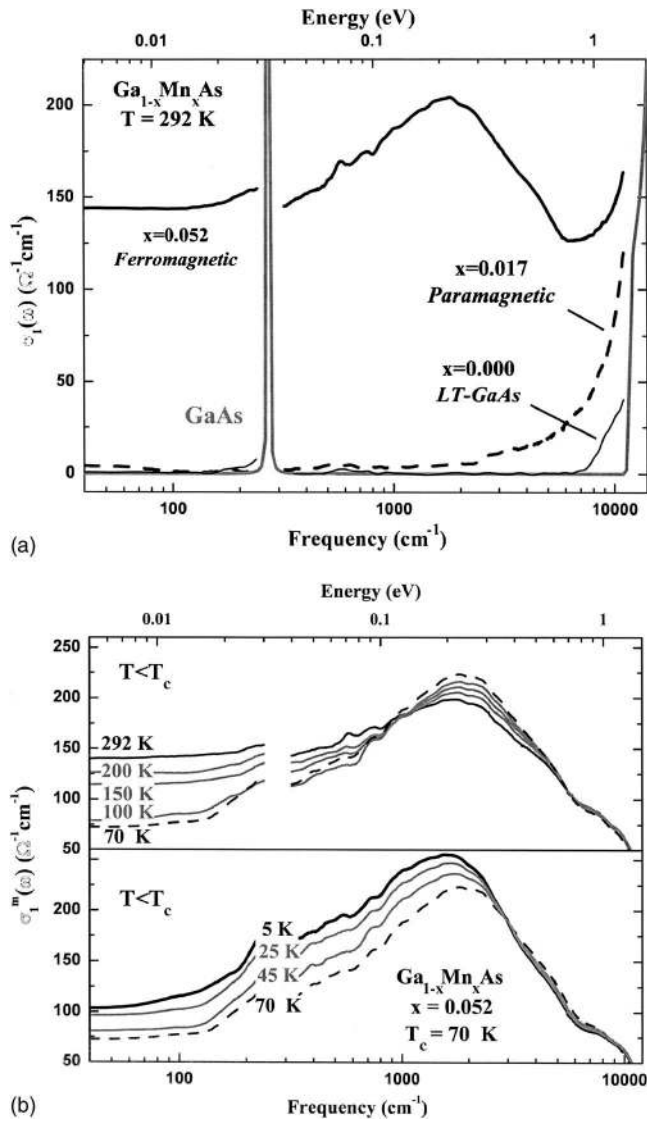 Energy (eV)
0.01 0.1 1
Ga1-xMnxAs
T = 292 K
200
150
100
50
0
x=0.052
Ferromagnetic
x=0.017
Paramagnetic
x=0.000
LT-GaAs
GaAs
σ1(ω) (Ω-1cm-1)
100 1000 10000
Frequency (cm-1)
(a)
Energy (eV)
0.01 0.1 1
250
200
150
100
50
T<Tc
292 K
200 K
150 K
100 K
70 K
σ1m(ω) (Ω-1cm-1)
200
150
100
50
T<Tc
5 K
25 K
45 K
70 K
Ga1-xMnxAs
x = 0.052
Tc = 70 K
100 1000 10000
Frequency (cm-1)
(b)